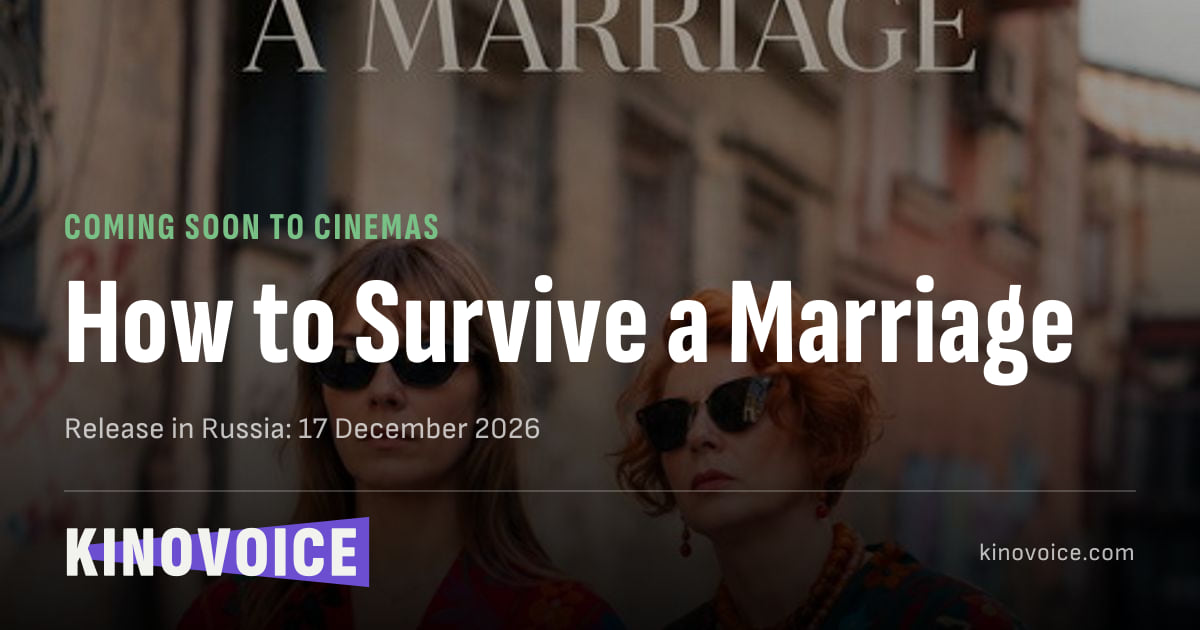 A MARRIAGE
COMING SOON TO CINEMAS
How to Survive a Marriage
Release in Russia: 17 December 2026
KINOVOICE
kinovoice.com